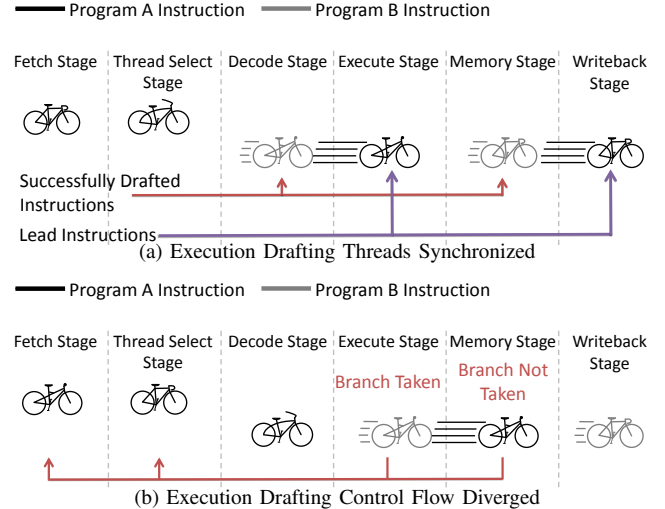 Program A Instruction Program B Instruction
Fetch Stage Thread Select Stage Decode Stage Execute Stage Memory Stage Writeback Stage
Successfully Drafted
Instructions
Lead Instructions
(a) Execution Drafting Threads Synchronized
Program A Instruction Program B Instruction
Fetch Stage Thread Select Stage Decode Stage Execute Stage Memory Stage Writeback Stage
Branch Taken Branch Not Taken
(b) Execution Drafting Control Flow Diverged